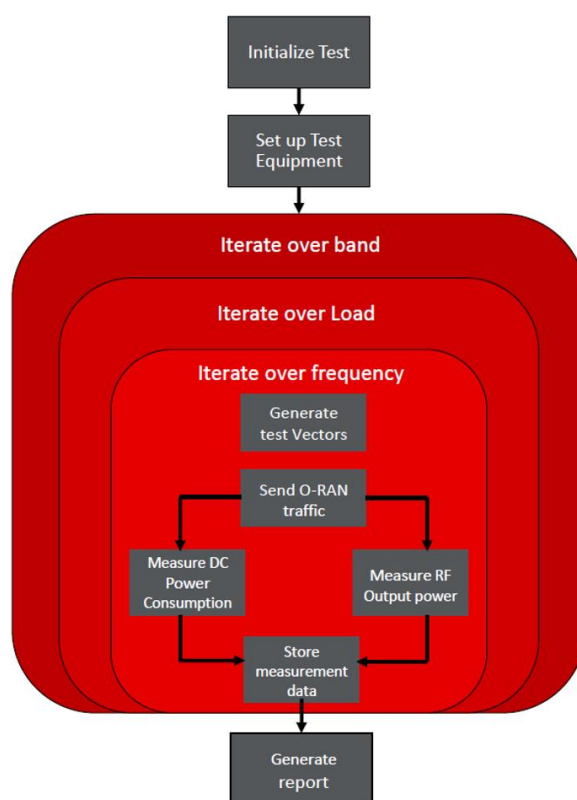 Initialize Test
Set up Test
Equipment
Iterate over band
Iterate over Load
Iterate over frequency
Generate
test Vectors
Send O-RAN
traffic
Measure DC
Power
Consumption
Measure RF
Output power
Store
measurement
data
Generate
report